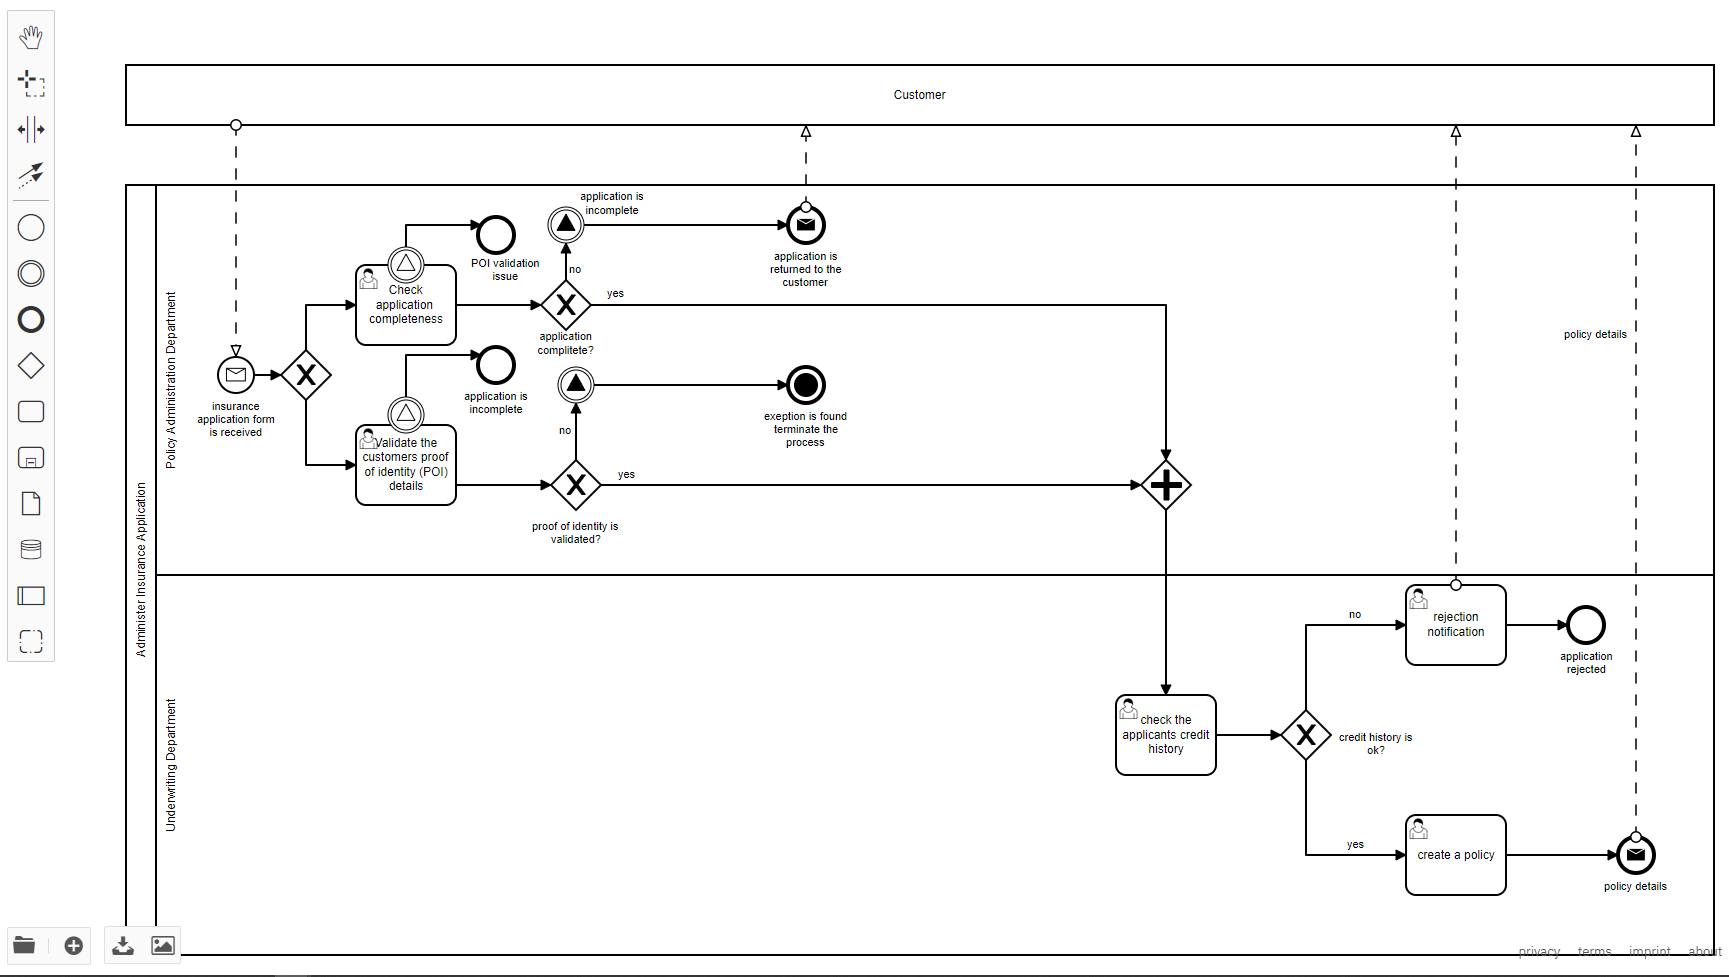 Customer
application is
incomplete
POI validation
issue
application is
returned to the
customer
no
yes
Check
application
completeness
application
complitete?
policy details
Policy Administration Department
insurance
application form
is received
application is
incomplete
exeption is found
terminate the
process
no
Validate the
customers proof
of identity (POI)
details
yes
proof of identity is
validated?
Administer Insurance Application
no
rejection
notification
application
rejected
Underwriting Department
check the
applicants credit
history
credit history is
ok?
yes
create a policy
policy details
privacy terms imprint about